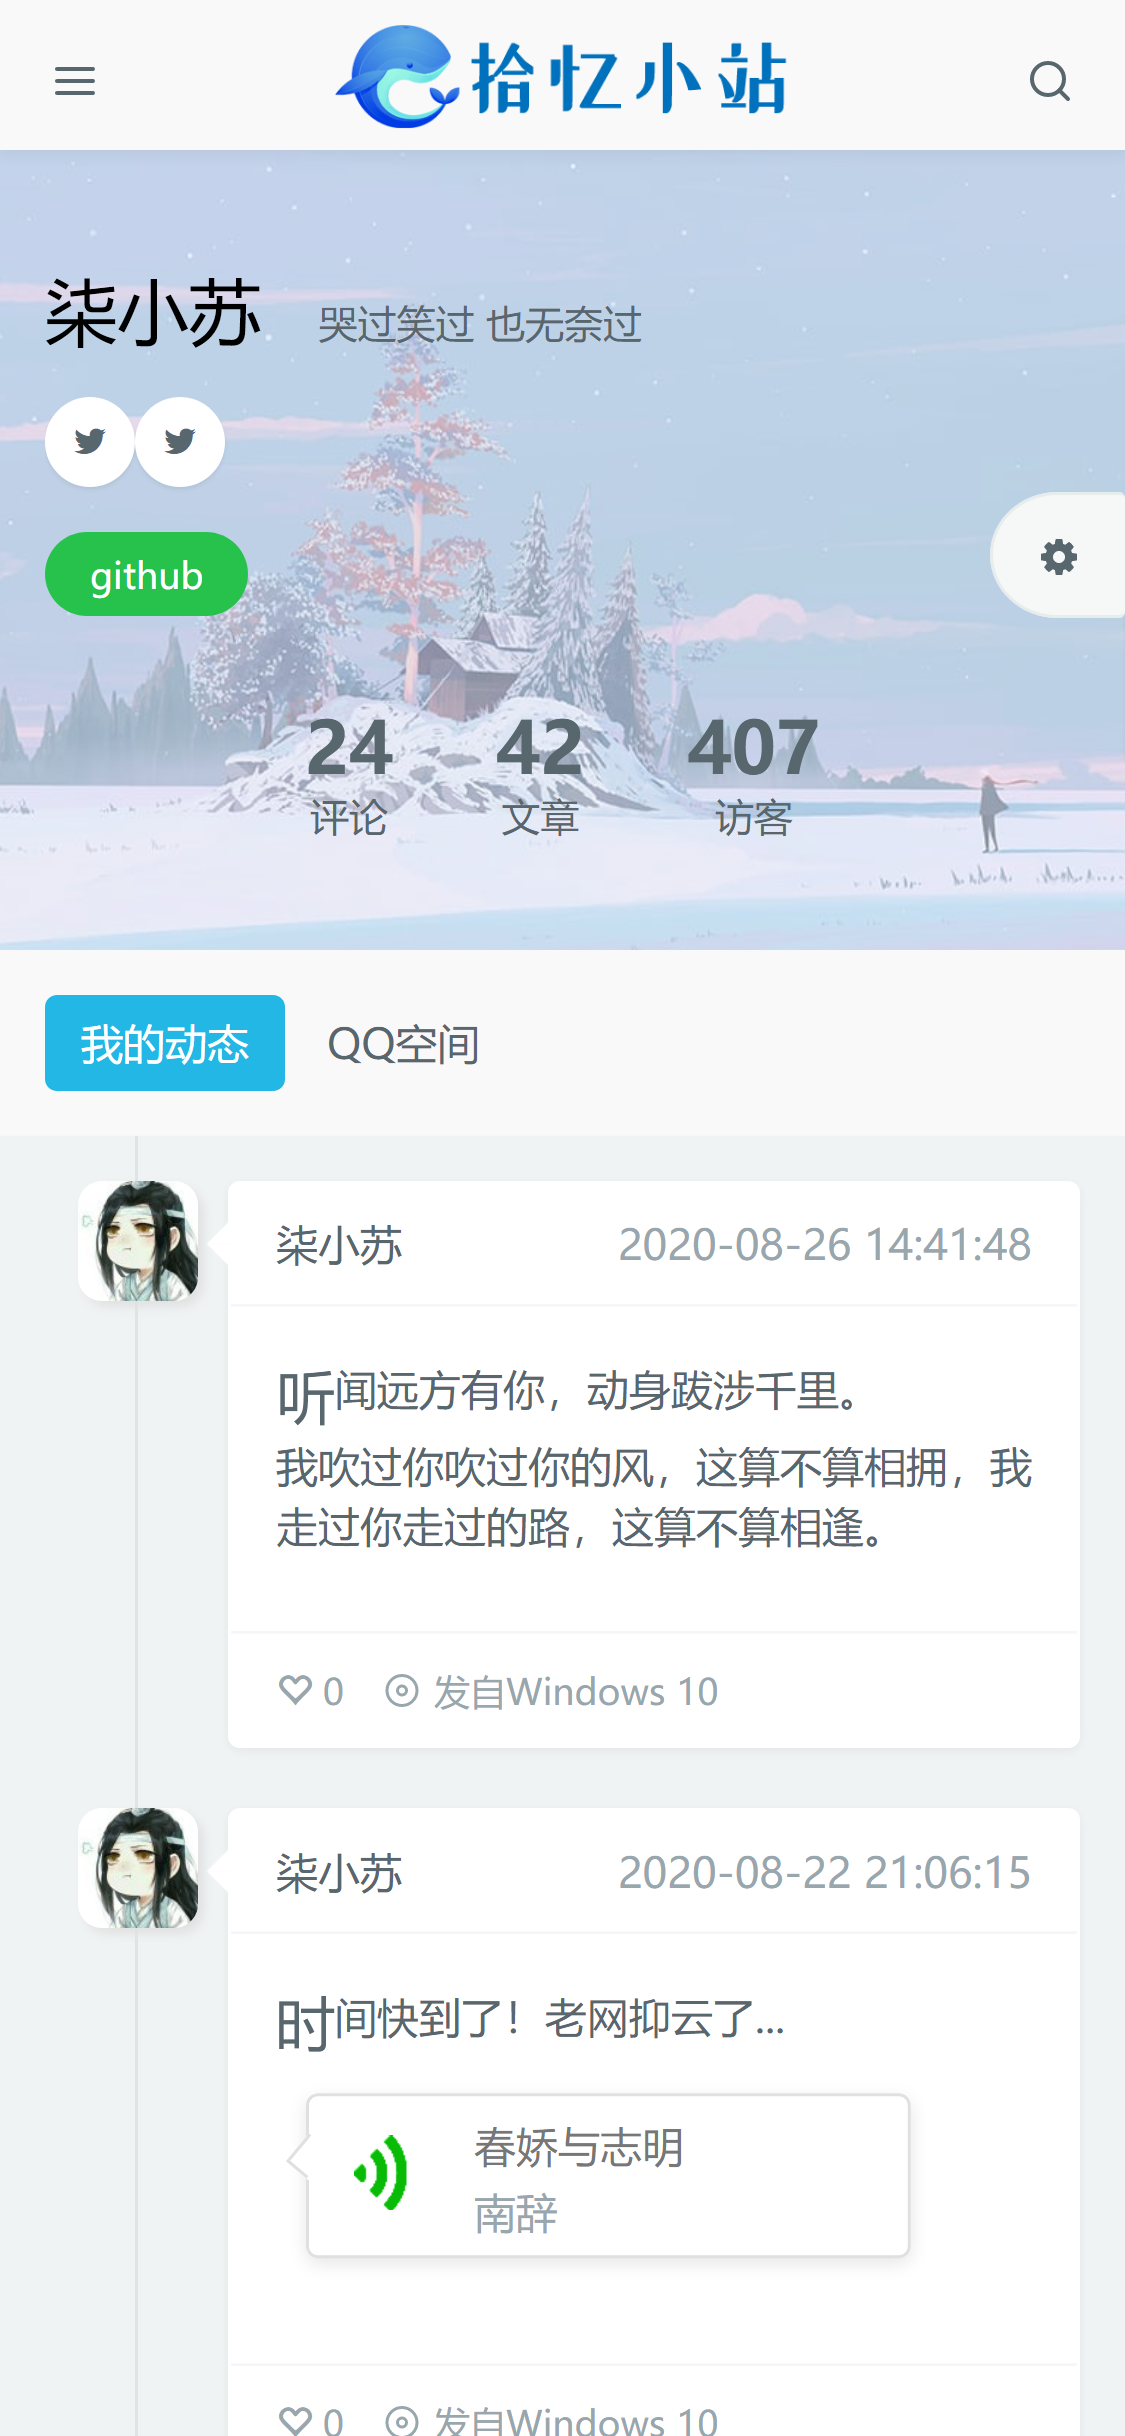 拾忆小站
柒小苏
哭过笑过 也无奈过
github
24 42 407
评论 文章 访客
我的动态 QQ空间
柒小苏 2020-08-26 14:41:48
听闻远方有你，动身跋涉千里。
我吹过你吹过你的风，这算不算相拥，我
走过你走过的路，这算不算相逢。
0 发自Windows 10
柒小苏 2020-08-22 21:06:15
时间快到了！老网抑云了...
春娇与志明
南辞
0 发自Windows 10